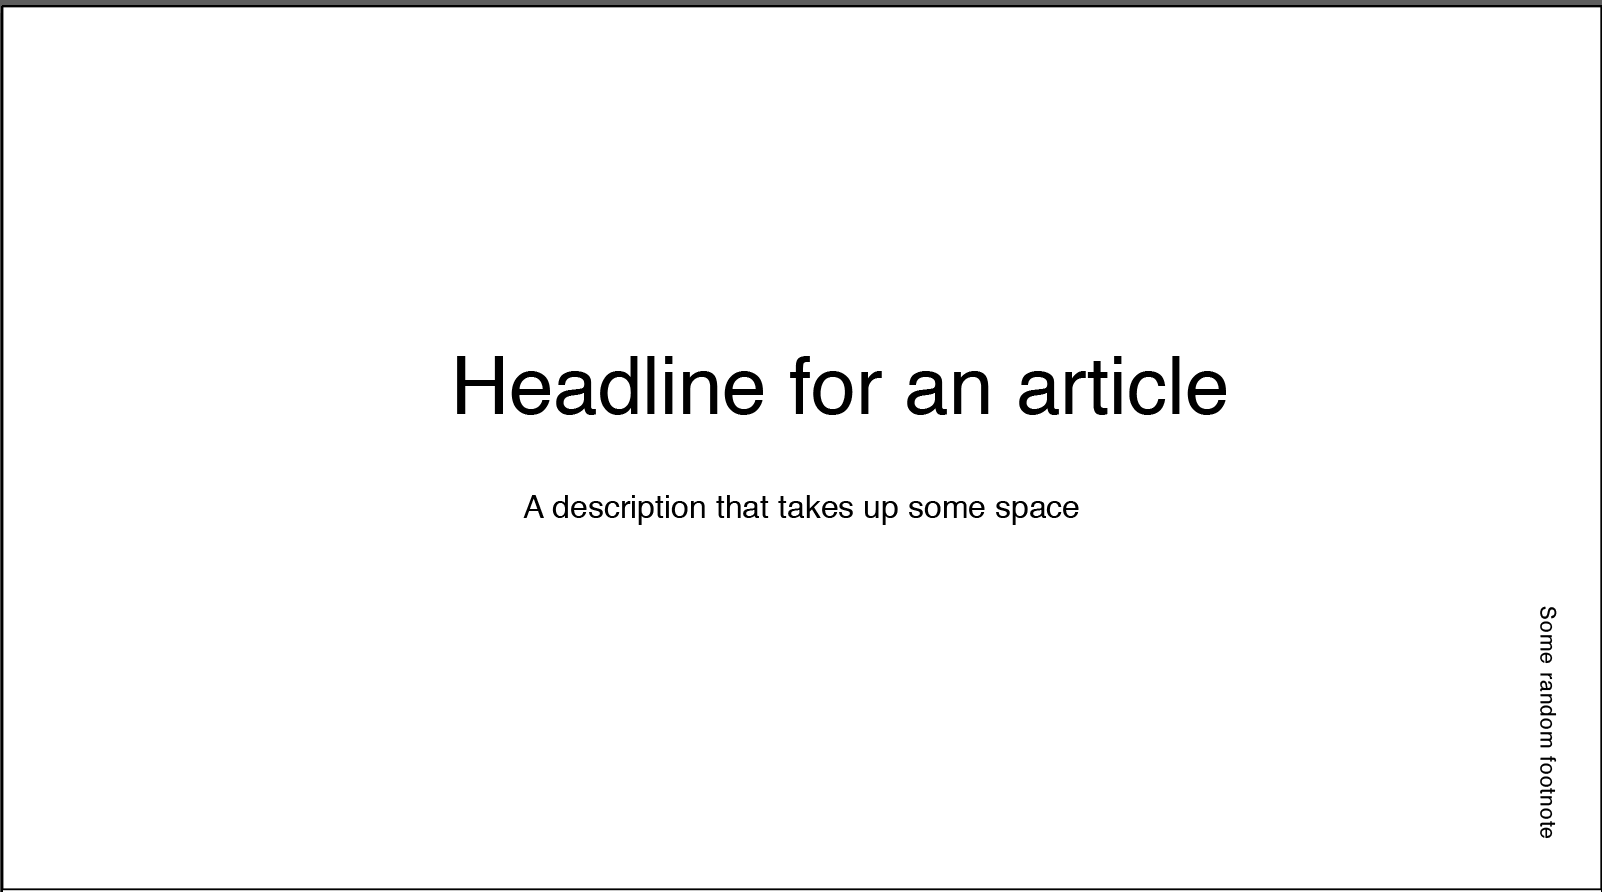 Headline for an article
A description that takes up some space
Some random footnote